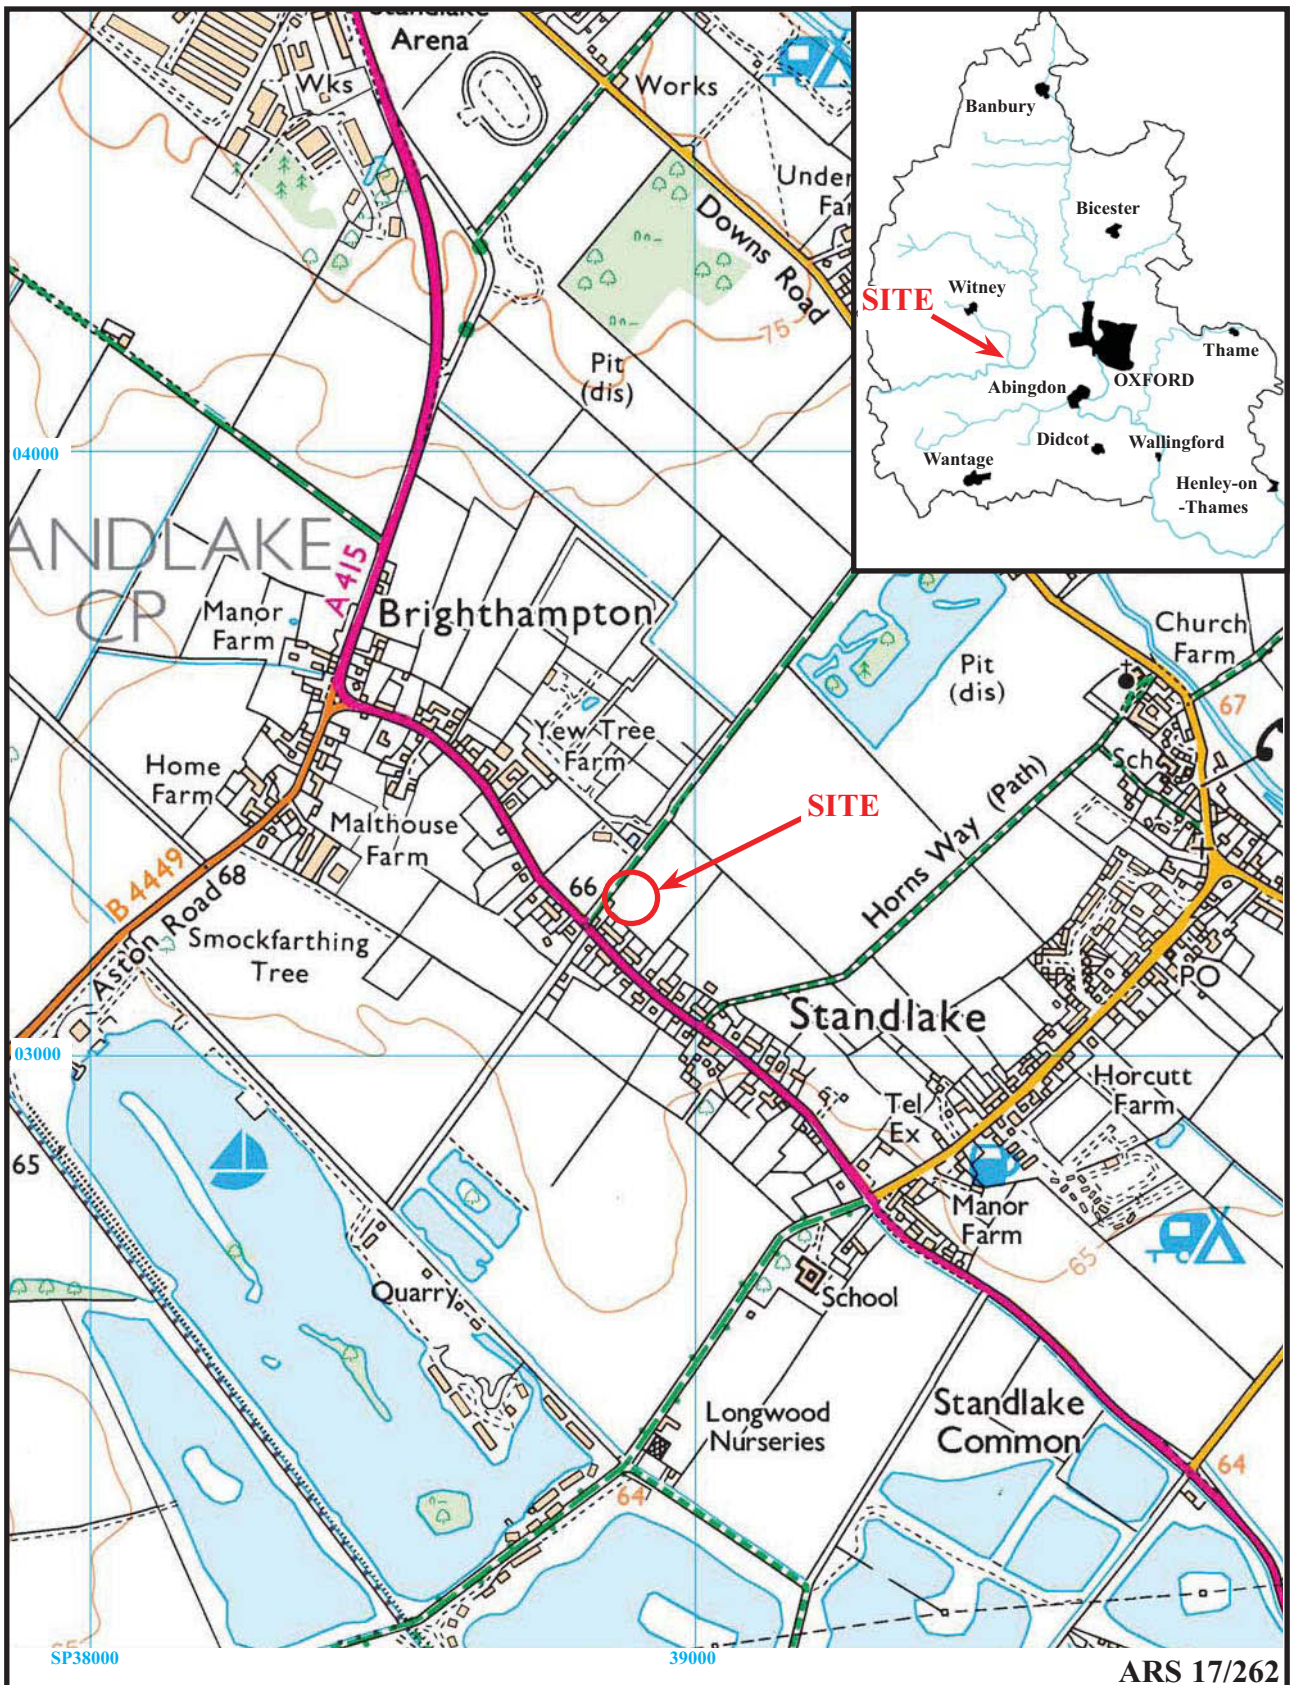 Standlake
Arena
Wks
Works
Under
Fa
Downs Road
75
Pit
(dis)
Banbury
Bicester
Witney
SITE
Thame
OXFORD
Abingdon
Didcot
Wallingford
Wantage
Henley-on
-Thames
04000
ANDLAKE
CP
A 415
Manor
Farm
Brighthampton
Church
Farm
Pit
(dis)
67
Yew Tree
Farm
Sch
Home
Farm
Horns Way (Path)
SITE
Malthouse
Farm
66
B 4449
Aston Road
68
Smockfarthing
Tree
PO
Standlake
03000
Horcutt
Farm
Tel
Ex
65
Manor
Farm
65
Quarry
School
Longwood
Nurseries
Standlake
Common
64
64
65
SP38000
39000
ARS 17/262